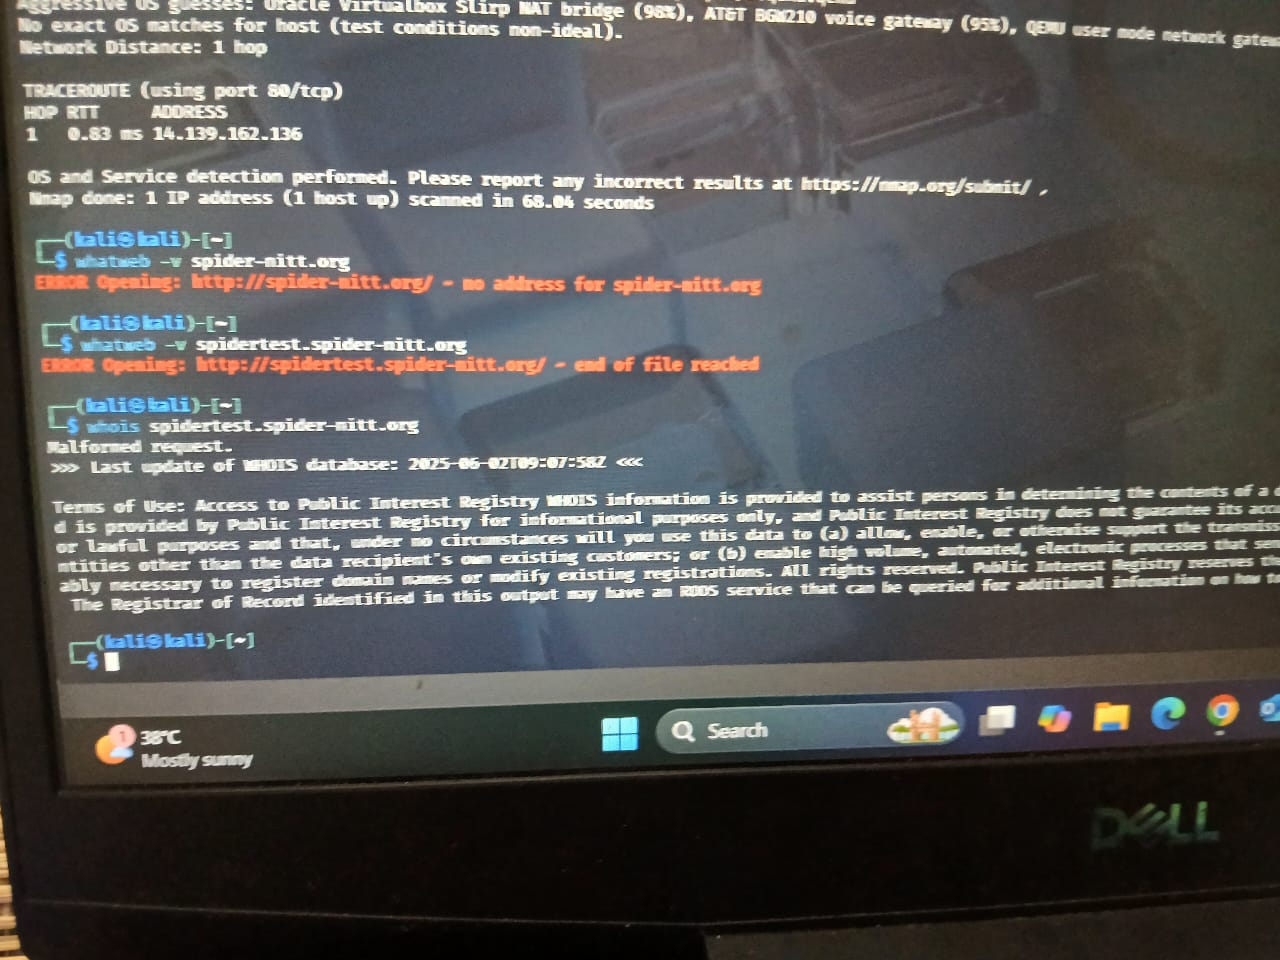 Aggressive OS guesses: Oracle Virtualbox Slirp NAT bridge (98%), AT&T BGW210 voice gateway (95%), QEMU user mode network gatew
No exact OS matches for host (test conditions non-ideal).
Network Distance: 1 hop
TRACEROUTE (using port 80/tcp)
HOP RTT ADDRESS
1 0.83 ms 14.139.162.136
OS and Service detection performed. Please report any incorrect results at https://nmap.org/submit/ .
Nmap done: 1 IP address (1 host up) scanned in 68.04 seconds
┌──(kali㉿kali)-[~]
└─$ whatweb -v spider-nitt.org
ERROR Opening: http://spider-nitt.org/ - no address for spider-nitt.org
┌──(kali㉿kali)-[~]
└─$ whatweb -v spidertest.spider-nitt.org
ERROR Opening: http://spidertest.spider-nitt.org/ - end of file reached
┌──(kali㉿kali)-[~]
└─$ whois spidertest.spider-nitt.org
Malformed request.
>>> Last update of WHOIS database: 2025-06-02T09:07:58Z <<<
Terms of Use: Access to Public Interest Registry WHOIS information is provided to assist persons in determining the contents of a d
d is provided by Public Interest Registry for informational purposes only, and Public Interest Registry does not guarantee its acc
or lawful purposes and that, under no circumstances will you use this data to (a) allow, enable, or otherwise support the transmiss
ntities other than the data recipient's own existing customers; or (b) enable high volume, automated, electronic processes that sen
ably necessary to register domain names or modify existing registrations. All rights reserved. Public Interest Registry reserves th
The Registrar of Record identified in this output may have an RDDS service that can be queried for additional information on how to
┌──(kali㉿kali)-[~]
└─$
1
38°C
Mostly sunny
Search
DELL